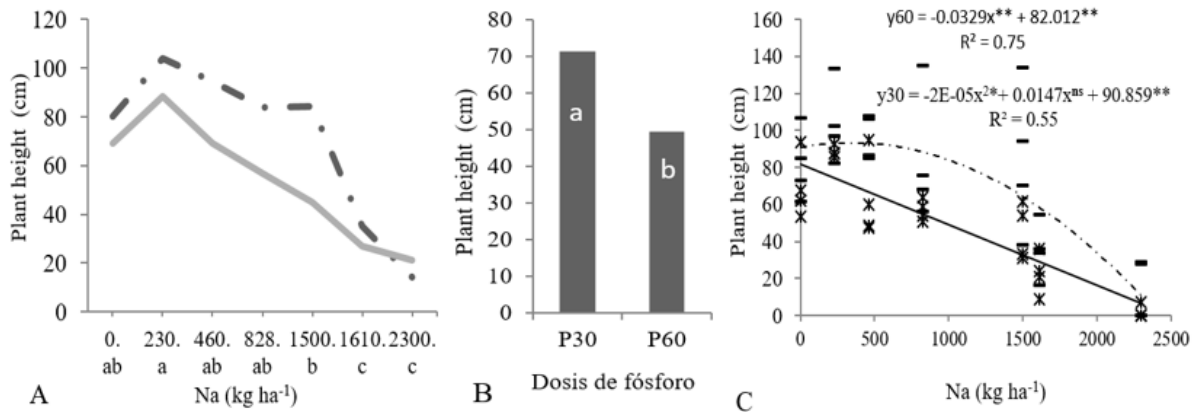 120
100
80
60
40
20
0
Plant height (cm)
0. 230. 460. 828. 1500. 1610. 2300.
ab a ab ab b c c
Na (kg ha-1)
A
80
70
60
50
40
30
20
10
0
Plant height (cm)
a
b
P30 P60
Dosis de fósforo
B
y60 = -0.0329x** + 82.012**
R² = 0.75
y30 = -2E-05x²* + 0.0147xⁿˢ + 90.859**
R² = 0.55
160
140
120
100
80
60
40
20
0
Plant height (cm)
0 500 1000 1500 2000 2500
Na (kg ha-1)
C